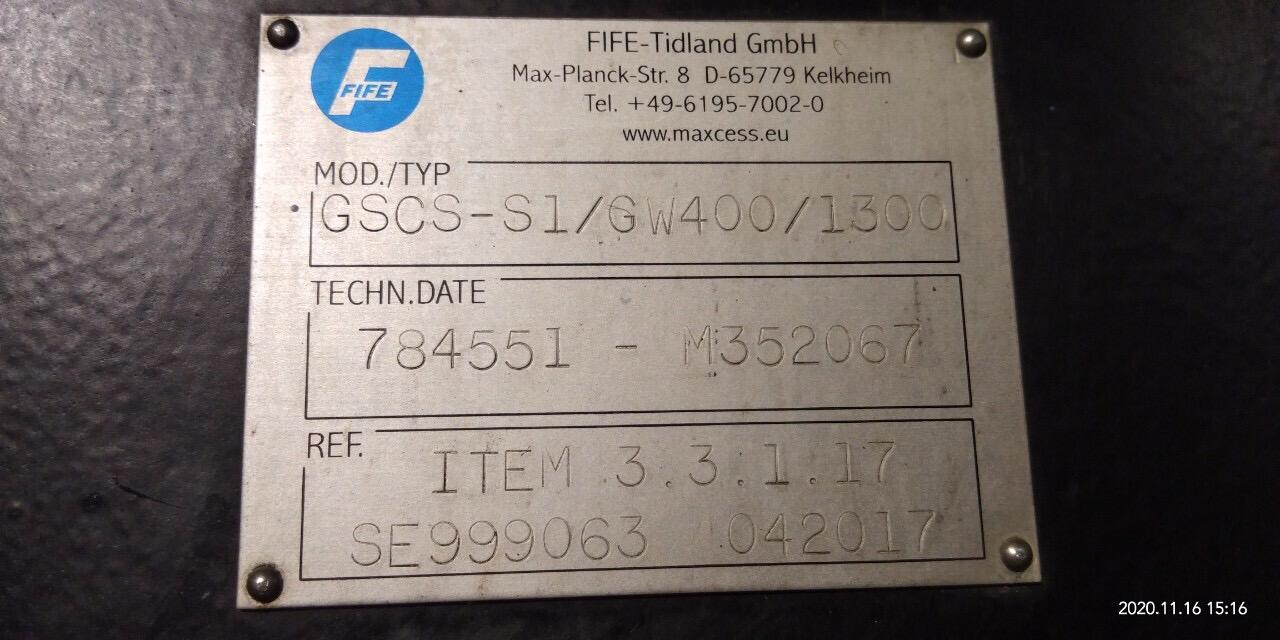 FIFE
FIFE-Tidland GmbH
Max-Planck-Str. 8 D-65779 Kelkheim
Tel. +49-6195-7002-0
www.maxcess.eu
MOD./TYP
GSCS-S1/GW400/1300
TECHN.DATE
784551 - M352067
REF.
ITEM 3.3.1.17
SE999063 042017
2020.11.16 15:16